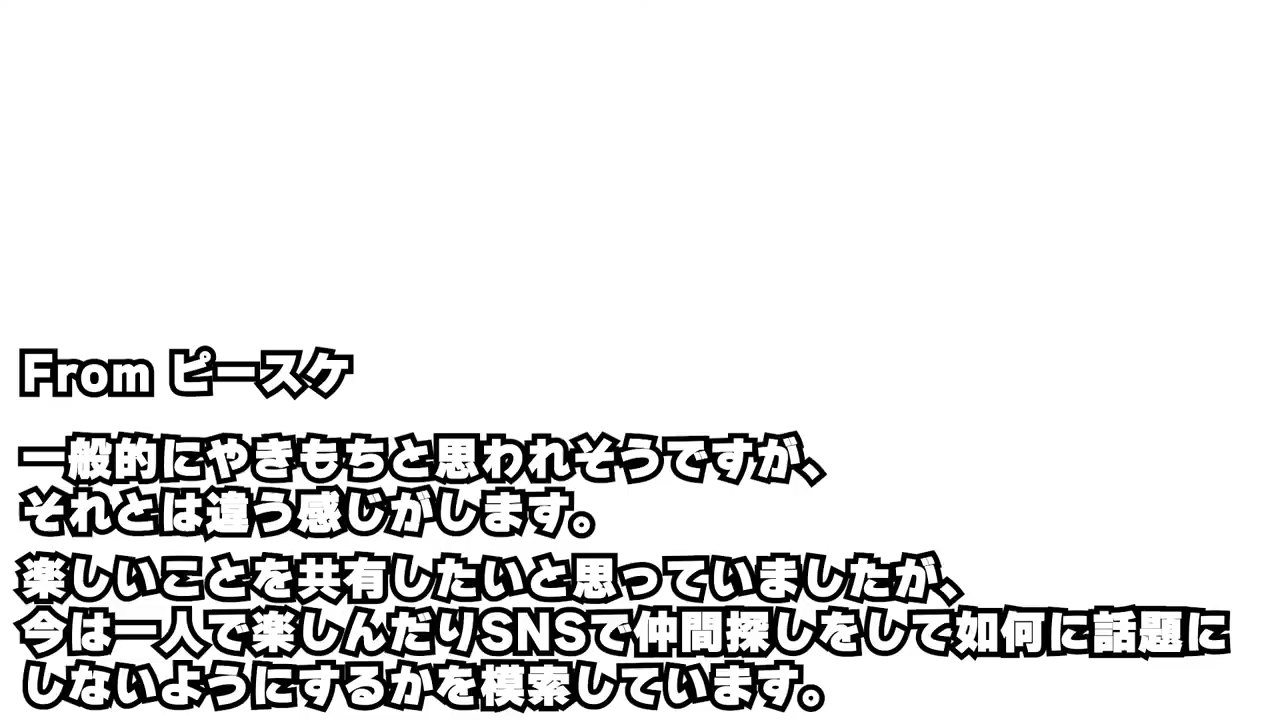 From ピースケ
一般的にやきもちと思われそうですが、
それとは違う感じがします。
楽しいことを共有したいと思っていましたが、
今は一人で楽しんだりSNSで仲間探しをして如何に話題に
しないようにするかを模索しています。